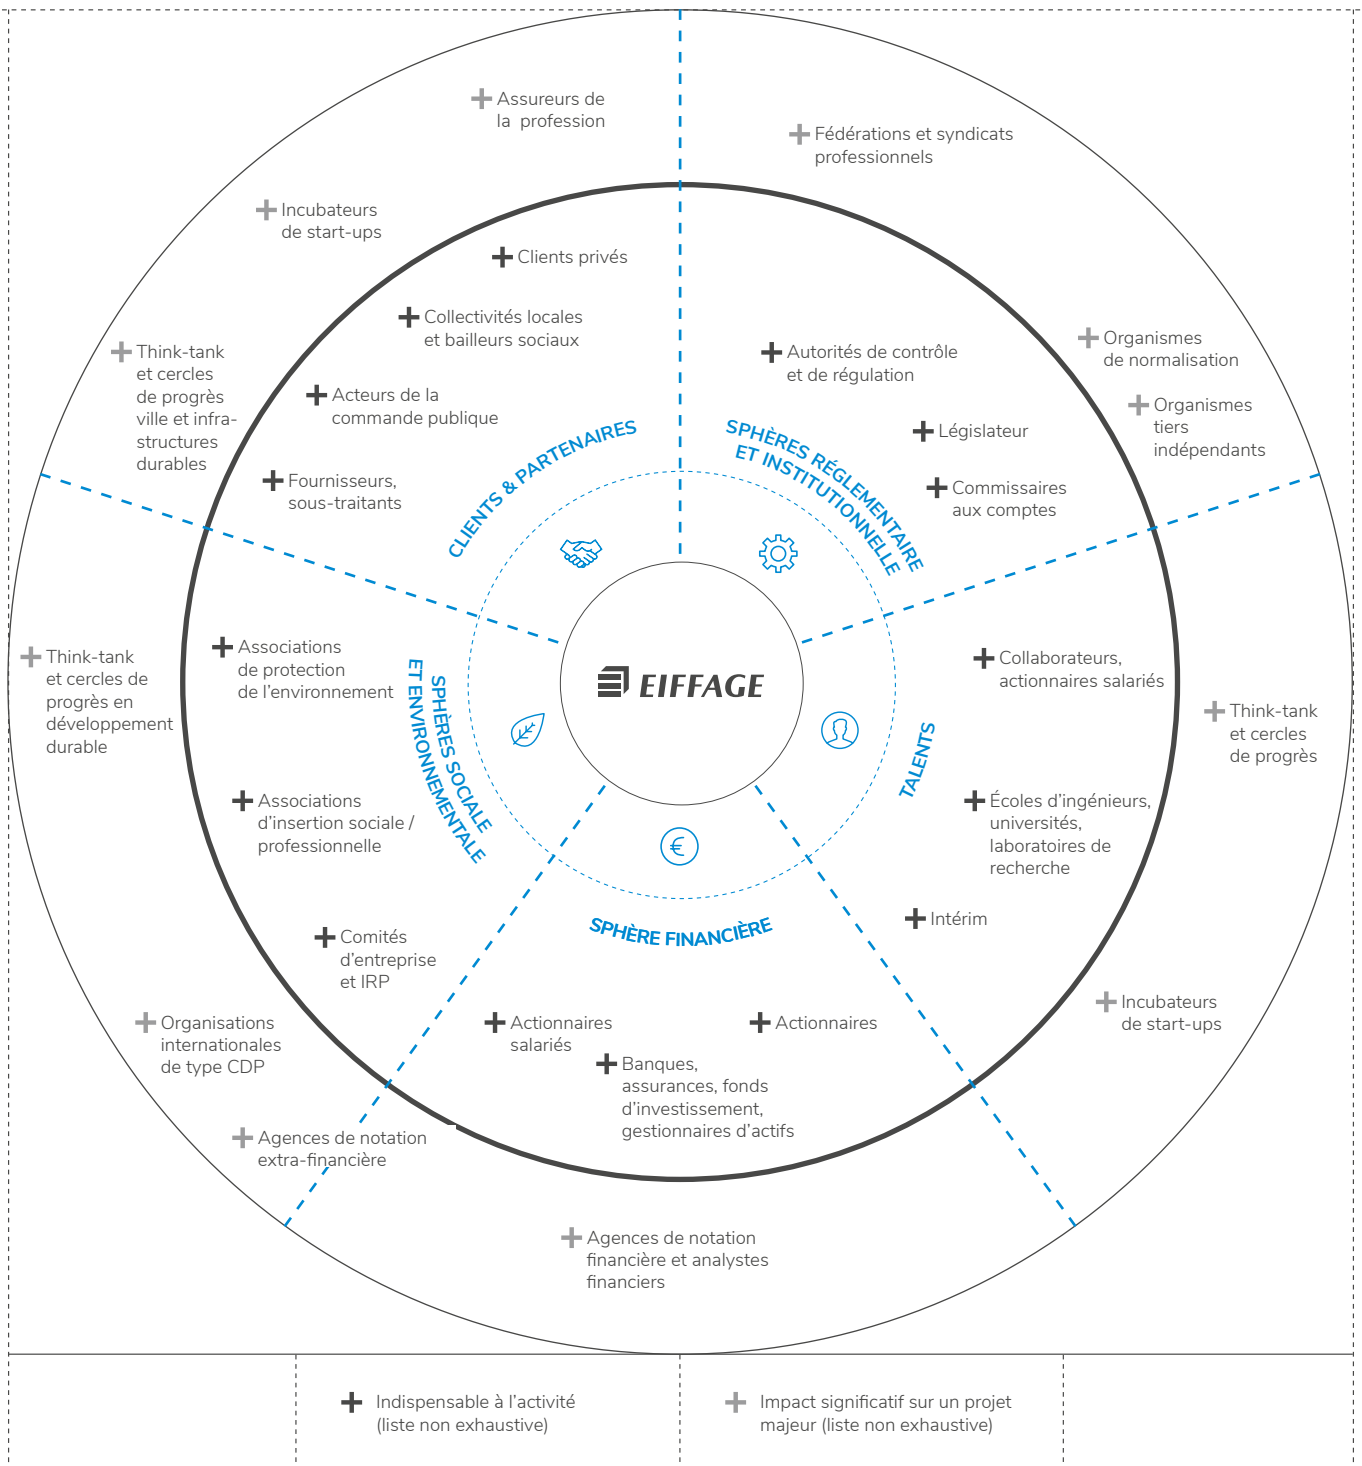 Assureurs de
la profession
Fédérations et syndicats
professionnels
Incubateurs
de start-ups
Clients privés
Collectivités locales
et bailleurs sociaux
Think-tank
et cercles
de progrès
ville et infra-
structures
durables
Acteurs de la
commande publique
Fournisseurs,
sous-traitants
CLIENTS & PARTENAIRES
Autorités de contrôle
et de régulation
Organismes
de normalisation
Organismes
tiers
indépendants
Législateur
Commissaires
aux comptes
SPHÈRES RÉGLEMENTAIRE
ET INSTITUTIONNELLE
EIFFAGE
Think-tank
et cercles de
progrès en
développement
durable
Associations
de protection
de l'environnement
SPHÈRES SOCIALE
ET ENVIRONNEMENTALE
Associations
d'insertion sociale /
professionnelle
Comités
d'entreprise
et IRP
Organisations
internationales
de type CDP
Agences de notation
extra-financière
Collaborateurs,
actionnaires salariés
Think-tank
et cercles
de progrès
TALENTS
Écoles d'ingénieurs,
universités,
laboratoires de
recherche
Intérim
Incubateurs
de start-ups
SPHÈRE FINANCIÈRE
Actionnaires
salariés
Actionnaires
Banques,
assurances, fonds
d'investissement,
gestionnaires d'actifs
Agences de notation
financière et analystes
financiers
Indispensable à l'activité
(liste non exhaustive)
Impact significatif sur un projet
majeur (liste non exhaustive)